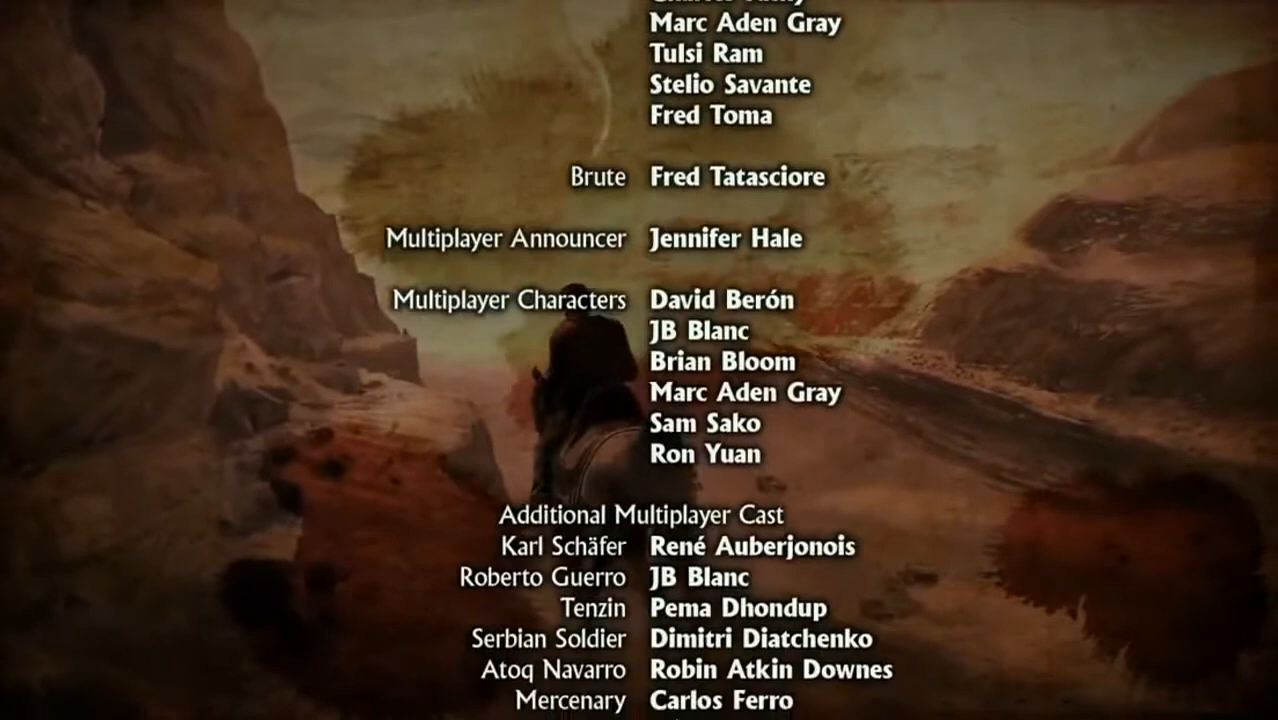 Marc Aden Gray
Tulsi Ram
Stelio Savante
Fred Toma
Brute Fred Tatasciore
Multiplayer Announcer Jennifer Hale
Multiplayer Characters David Berón
JB Blanc
Brian Bloom
Marc Aden Gray
Sam Sako
Ron Yuan
Additional Multiplayer Cast
Karl Schäfer René Auberjonois
Roberto Guerro JB Blanc
Tenzin Pema Dhondup
Serbian Soldier Dimitri Diatchenko
Atoq Navarro Robin Atkin Downes
Mercenary Carlos Ferro